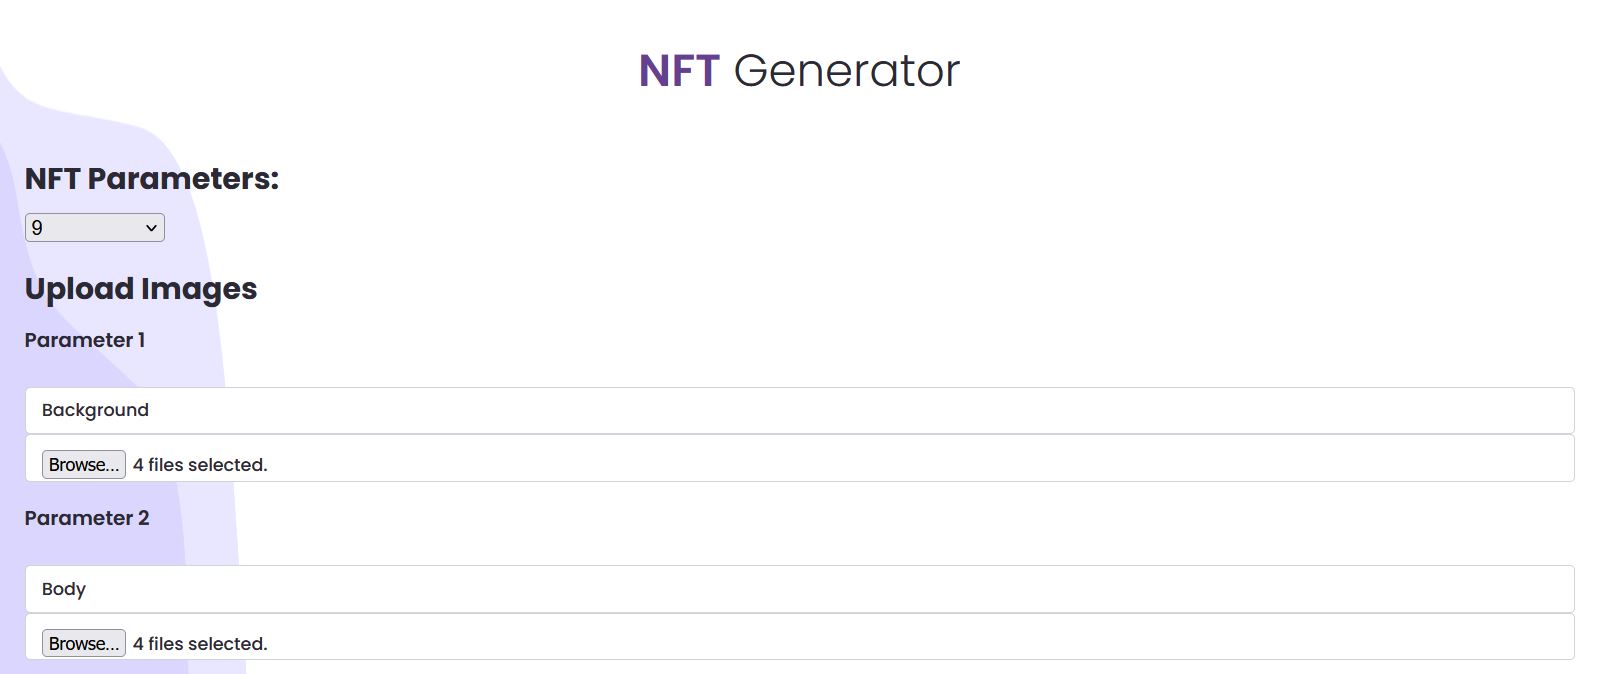 NFT Generator
NFT Parameters:
9
Upload Images
Parameter 1
Background
Browse... 4 files selected.
Parameter 2
Body
Browse... 4 files selected.